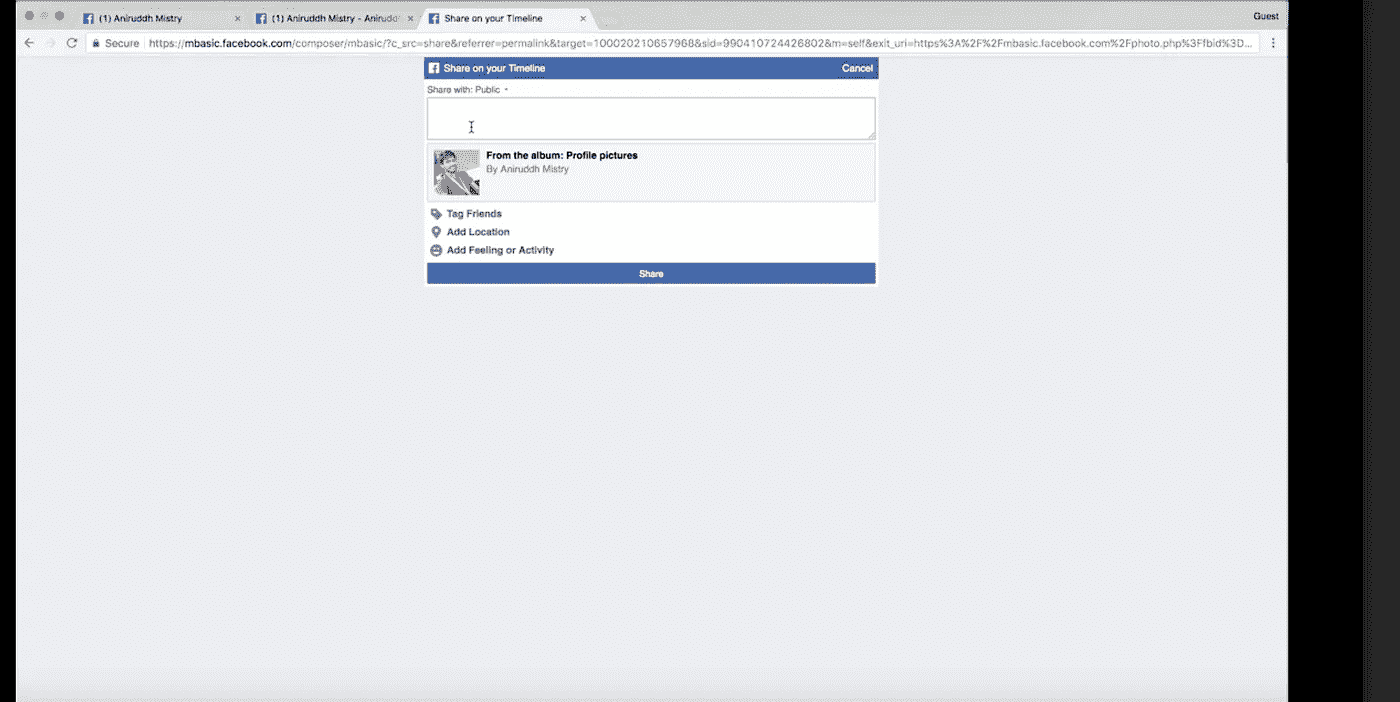 (1) Aniruddh Mistry
(1) Aniruddh Mistry - Anirudd
Share on your Timeline
Guest
Secure
https://mbasic.facebook.com/composer/mbasic/?c_src=share&referrer=permalink&target=100020210657968&sid=990410724426802&m=self&exit_uri=https%3A%2F%2Fmbasic.facebook.com%2Fphoto.php%3Ffbid%3D...
Share on your Timeline
Cancel
Share with: Public
From the album: Profile pictures
By Aniruddh Mistry
Tag Friends
Add Location
Add Feeling or Activity
Share